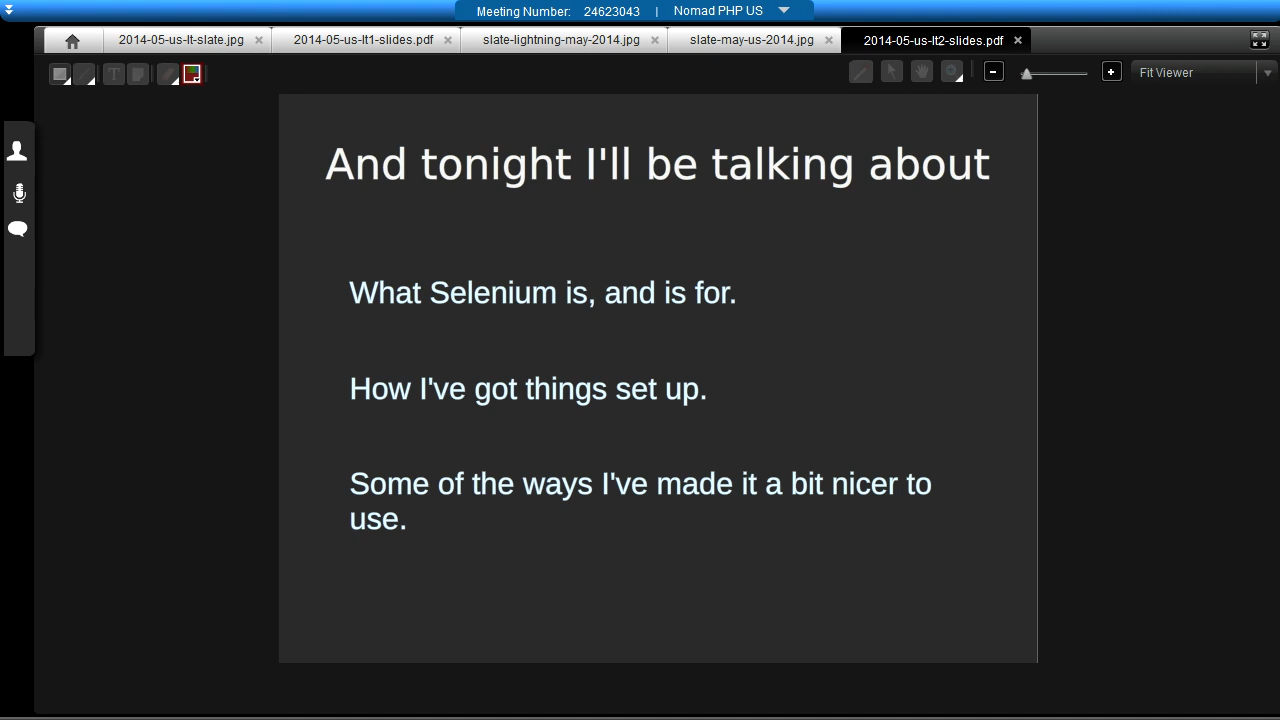 Meeting Number: 24623043 | Nomad PHP US
2014-05-us-lt-slate.jpg
2014-05-us-lt1-slides.pdf
slate-lightning-may-2014.jpg
slate-may-us-2014.jpg
2014-05-us-lt2-slides.pdf
T
Fit Viewer
And tonight I'll be talking about
What Selenium is, and is for.
How I've got things set up.
Some of the ways I've made it a bit nicer to
use.